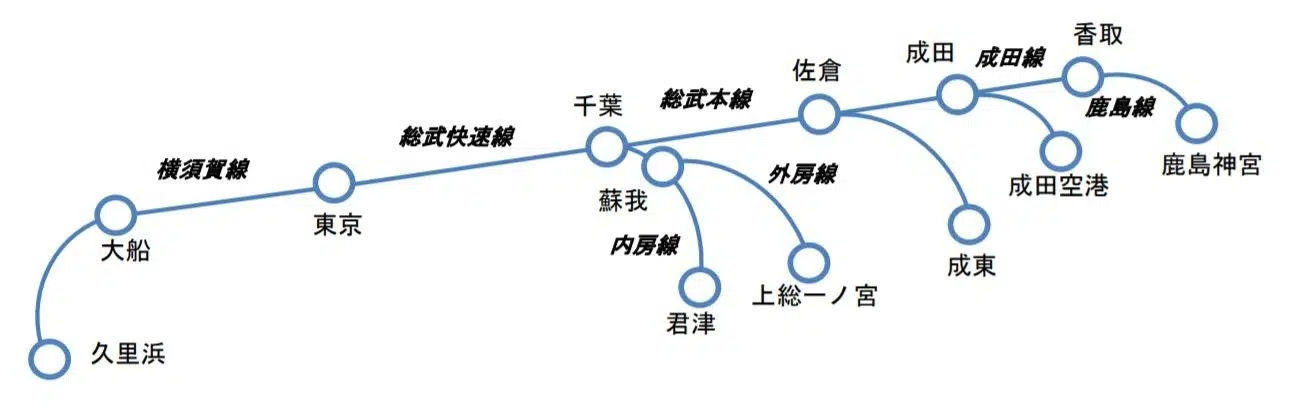 香取
成田
成田線
佐倉
鹿島線
総武本線
千葉
総武快速線
横須賀線
鹿島神宮
外房線
成田空港
蘇我
東京
大船
内房線
成東
上総一ノ宮
君津
久里浜